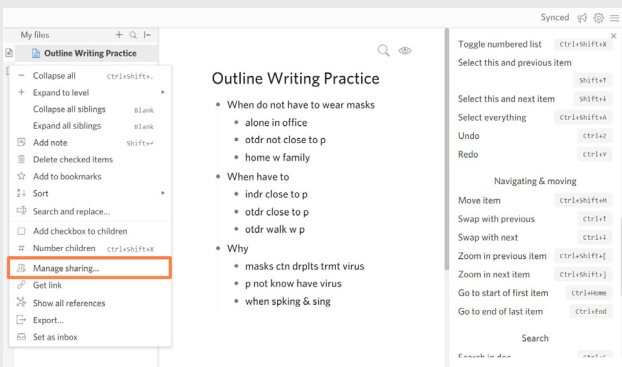 Synced
My files
Outline Writing Practice
Collapse all Ctrl+Shift+.
Expand to level
Collapse all siblings Blank
Expand all siblings Blank
Add note Shift+↵
Delete checked items
Add to bookmarks
Sort
Search and replace...
Add checkbox to children
Number children Ctrl+Shift+X
Manage sharing...
Get link
Show all references
Export...
Set as inbox
Outline Writing Practice
When do not have to wear masks
alone in office
otdr not close to p
home w family
When have to
indr close to p
otdr close to p
otdr walk w p
Why
masks ctn drplts trmt virus
p not know have virus
when spking & sing
Toggle numbered list Ctrl+Shift+X
Select this and previous item
Shift+↑
Select this and next item Shift+↓
Select everything Ctrl+Shift+A
Undo Ctrl+Z
Redo Ctrl+Y
Navigating & moving
Move item Ctrl+Shift+M
Swap with previous Ctrl+↑
Swap with next Ctrl+↓
Zoom in previous item Ctrl+Shift+[
Zoom in next item Ctrl+Shift+]
Go to start of first item Ctrl+Home
Go to end of last item Ctrl+End
Search
Search in doc